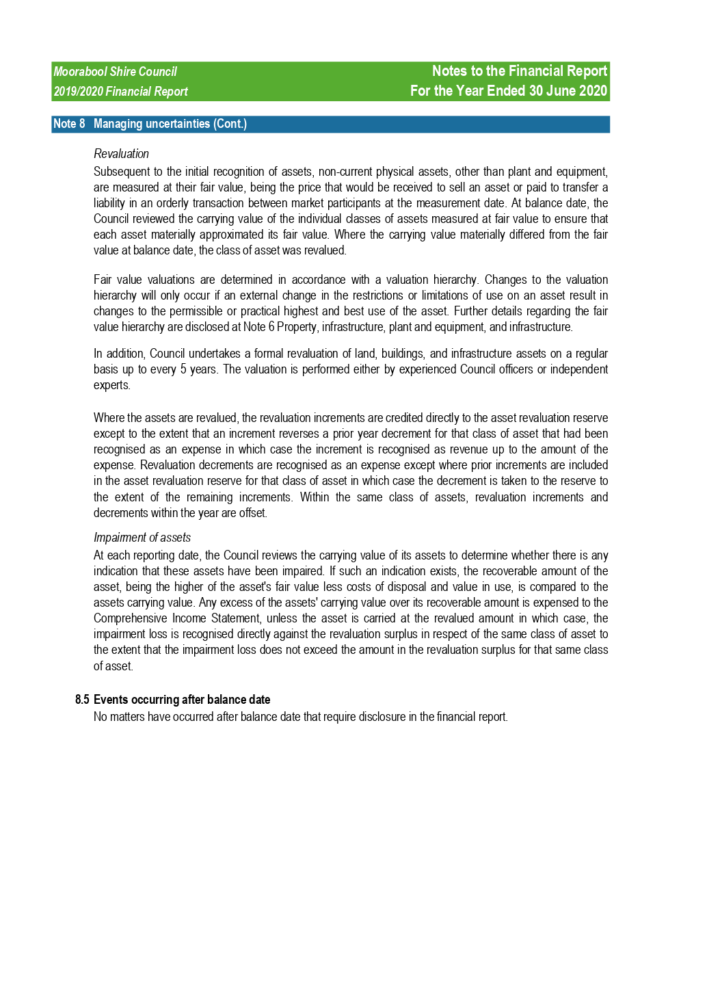 Moorabool Shire Council
Notes to the Financial Report
2019/2020 Financial Report
For the Year Ended 30 June 2020
Note 8 Managing uncertainties (Cont.)
Revaluation
Subsequent to the initial recognition of assets, non-current physical assets, other than plant and equipment,
are measured at their fair value, being the price that would be received to sell an asset or paid to transfer a
liability in an orderly transaction between market participants at the measurement date. At balance date, the
Council reviewed the carrying value of the individual classes of assets measured at fair value to ensure that
each asset materially approximated its fair value. Where the carrying value materially differed from the fair
value at balance date, the class of asset was revalued.
Fair value valuations are determined in accordance with a valuation hierarchy. Changes to the valuation
hierarchy will only occur if an external change in the restrictions or limitations of use on an asset result in
changes to the permissible or practical highest and best use of the asset. Further details regarding the fair
value hierarchy are disclosed at Note 6 Property, infrastructure, plant and equipment, and infrastructure.
In addition, Council undertakes a formal revaluation of land, buildings, and infrastructure assets on a regular
basis up to every 5 years. The valuation is performed either by experienced Council officers or independent
experts.
Where the assets are revalued, the revaluation increments are credited directly to the asset revaluation reserve
except to the extent that an increment reverses a prior year decrement for that class of asset that had been
recognised as an expense in which case the increment is recognised as revenue up to the amount of the
expense. Revaluation decrements are recognised as an expense except where prior increments are included
in the asset revaluation reserve for that class of asset in which case the decrement is taken to the reserve to
the extent of the remaining increments. Within the same class of assets, revaluation increments and
decrements within the year are offset.
Impairment of assets
At each reporting date, the Council reviews the carrying value of its assets to determine whether there is any
indication that these assets have been impaired. If such an indication exists, the recoverable amount of the
asset, being the higher of the asset's fair value less costs of disposal and value in use, is compared to the
assets carrying value. Any excess of the assets' carrying value over its recoverable amount is expensed to the
Comprehensive Income Statement, unless the asset is carried at the revalued amount in which case, the
impairment loss is recognised directly against the revaluation surplus in respect of the same class of asset to
the extent that the impairment loss does not exceed the amount in the revaluation surplus for that same class
of asset.
8.5 Events occurring after balance date
No matters have occurred after balance date that require disclosure in the financial report.